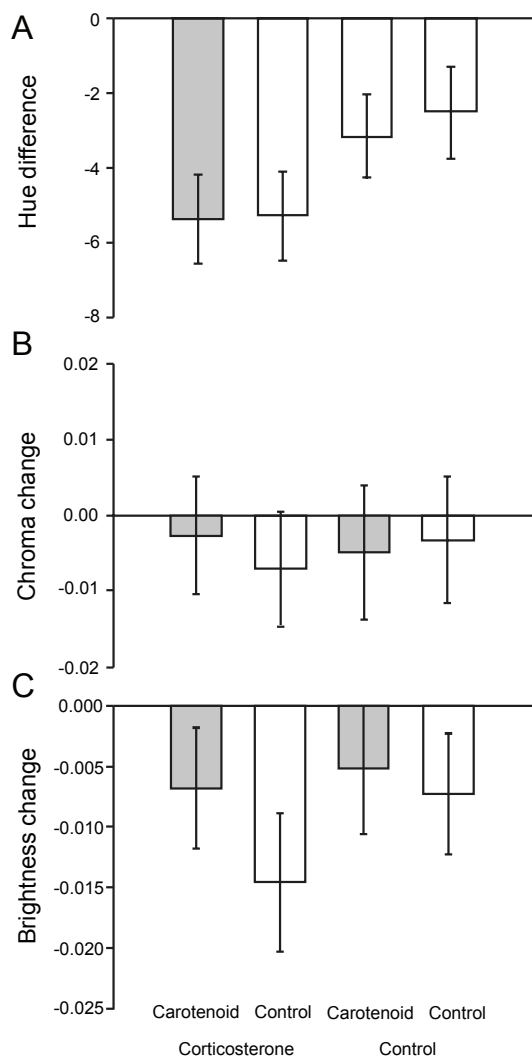 A
Hue difference
0
-2
-4
-6
-8
B
Chroma change
0.02
0.01
0.00
-0.01
-0.02
C
Brightness change
0.000
-0.005
-0.010
-0.015
-0.020
-0.025
Carotenoid Control Carotenoid Control
Corticosterone Control